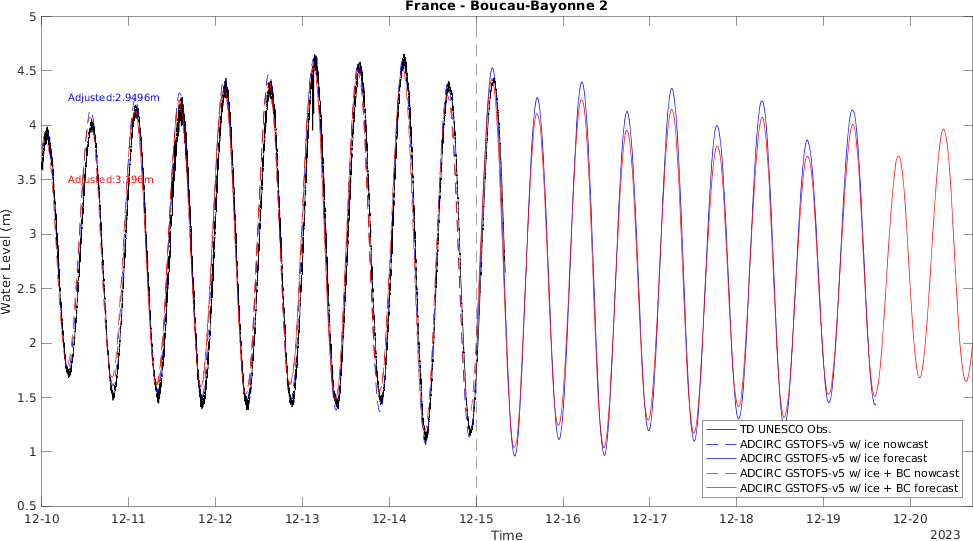 France - Boucau-Bayonne 2
5
4.5
4
3.5
3
2.5
2
1.5
1
0.5
Water Level (m)
Adjusted:2.9496m
TD UNESCO Obs.
ADCIRC GSTOFS-v5 w/ ice nowcast
ADCIRC GSTOFS-v5 w/ ice forecast
ADCIRC GSTOFS-v5 w/ ice + BC nowcast
ADCIRC GSTOFS-v5 w/ ice + BC forecast
12-10 12-11 12-12 12-13 12-14 12-15 12-16 12-17 12-18 12-19 12-20
Time
2023